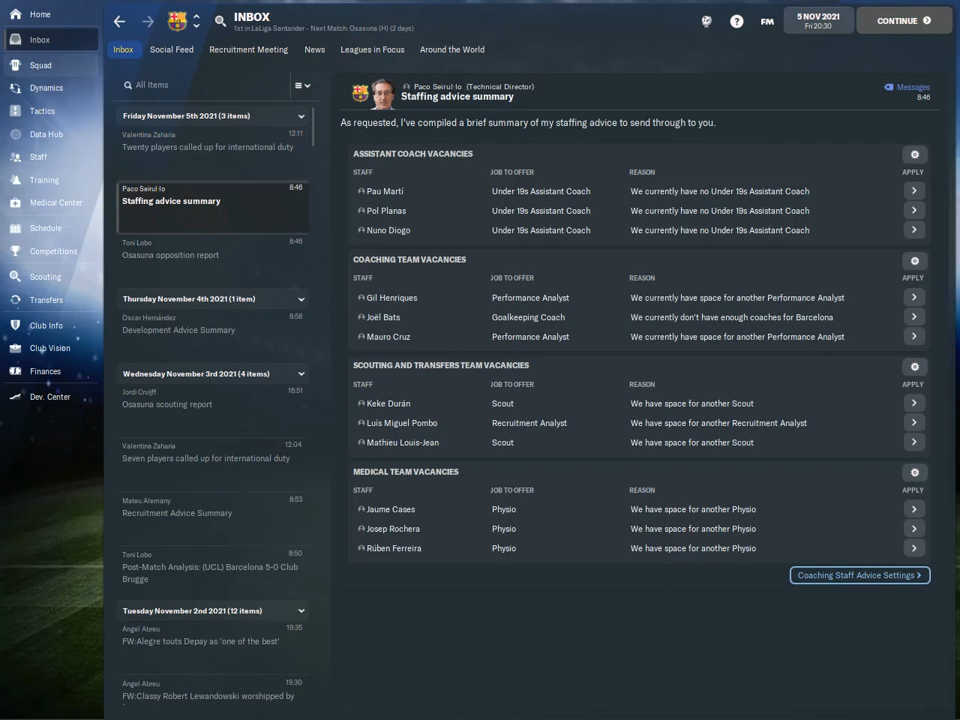 Home
Inbox
Squad
Dynamics
Tactics
Data Hub
Staff
Training
Medical Center
Schedule
Competitions
Scouting
Transfers
Club Info
Club Vision
Finances
Dev. Center
INBOX
1st in LaLiga Santander - Next Match: Osasuna (H) (2 days)
? FM
5 NOV 2021
Fri 20:30
CONTINUE
Inbox Social Feed Recruitment Meeting News Leagues in Focus Around the World
All Items
Friday November 5th 2021 (3 items)
Valentina Zaharia 12:11
Twenty players called up for international duty
Paco Seirul·lo 8:46
Staffing advice summary
Toni Lobo 8:46
Osasuna opposition report
Thursday November 4th 2021 (1 item)
Óscar Hernández 8:58
Development Advice Summary
Wednesday November 3rd 2021 (4 items)
Jordi Cruijff 16:51
Osasuna scouting report
Valentina Zaharia 12:04
Seven players called up for international duty
Mateu Alemany 8:53
Recruitment Advice Summary
Toni Lobo 8:50
Post-Match Analysis: (UCL) Barcelona 5-0 Club
Brugge
Tuesday November 2nd 2021 (12 items)
Ángel Abreu 19:35
FW:Alegre touts Depay as 'one of the best'
Ángel Abreu 19:30
FW:Classy Robert Lewandowski worshipped by
Paco Seirul·lo (Technical Director)
Staffing advice summary
Messages
8:46
As requested, I've compiled a brief summary of my staffing advice to send through to you.
ASSISTANT COACH VACANCIES
STAFF JOB TO OFFER REASON APPLY
Pau Martí Under 19s Assistant Coach We currently have no Under 19s Assistant Coach
Pol Planas Under 19s Assistant Coach We currently have no Under 19s Assistant Coach
Nuno Diogo Under 19s Assistant Coach We currently have no Under 19s Assistant Coach
COACHING TEAM VACANCIES
STAFF JOB TO OFFER REASON APPLY
Gil Henriques Performance Analyst We currently have space for another Performance Analyst
Joël Bats Goalkeeping Coach We currently don't have enough coaches for Barcelona
Mauro Cruz Performance Analyst We currently have space for another Performance Analyst
SCOUTING AND TRANSFERS TEAM VACANCIES
STAFF JOB TO OFFER REASON APPLY
Keke Durán Scout We have space for another Scout
Luís Miguel Pombo Recruitment Analyst We have space for another Recruitment Analyst
Mathieu Louis-Jean Scout We have space for another Scout
MEDICAL TEAM VACANCIES
STAFF JOB TO OFFER REASON APPLY
Jaume Cases Physio We have space for another Physio
Josep Rochera Physio We have space for another Physio
Rúben Ferreira Physio We have space for another Physio
Coaching Staff Advice Settings